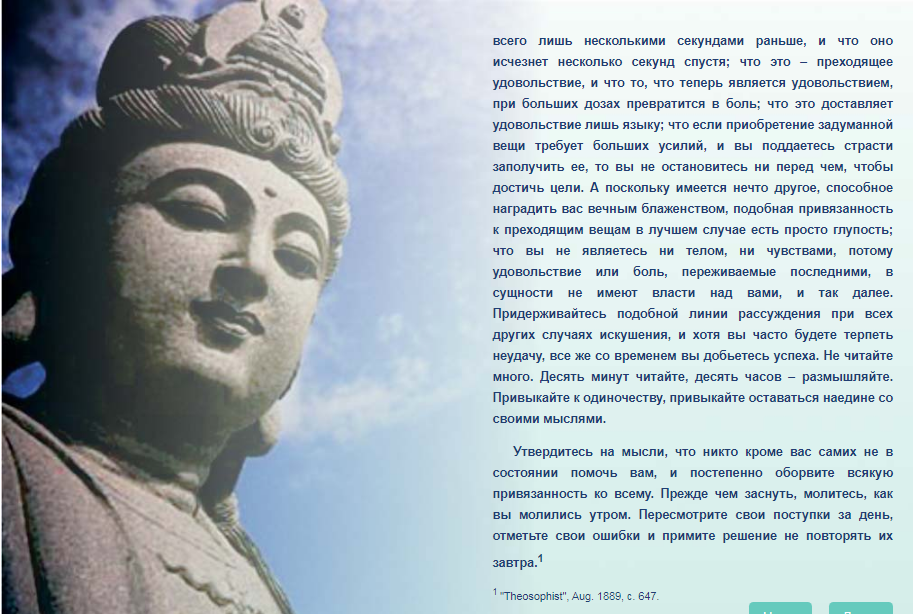 всего лишь несколькими секундами раньше, и что оно
исчезнет несколько секунд спустя; что это – преходящее
удовольствие, и что то, что теперь является удовольствием,
при больших дозах превратится в боль; что это доставляет
удовольствие лишь языку; что если приобретение задуманной
вещи требует больших усилий, и вы поддаетесь страсти
заполучить ее, то вы не остановитесь ни перед чем, чтобы
достичь цели. А поскольку имеется нечто другое, способное
наградить вас вечным блаженством, подобная привязанность
к преходящим вещам в лучшем случае есть просто глупость;
что вы не являетесь ни телом, ни чувствами, потому
удовольствие или боль, переживаемые последними, в
сущности не имеют власти над вами, и так далее.
Придерживайтесь подобной линии рассуждения при всех
других случаях искушения, и хотя вы часто будете терпеть
неудачу, все же со временем вы добьетесь успеха. Не читайте
много. Десять минут читайте, десять часов – размышляйте.
Привыкайте к одиночеству, привыкайте оставаться наедине со
своими мыслями.
Утвердитесь на мысли, что никто кроме вас самих не в
состоянии помочь вам, и постепенно оборвите всякую
привязанность ко всему. Прежде чем заснуть, молитесь, как
вы молились утром. Пересмотрите свои поступки за день,
отметьте свои ошибки и примите решение не повторять их
завтра.¹
¹ "Theosophist", Aug. 1889, с. 647.